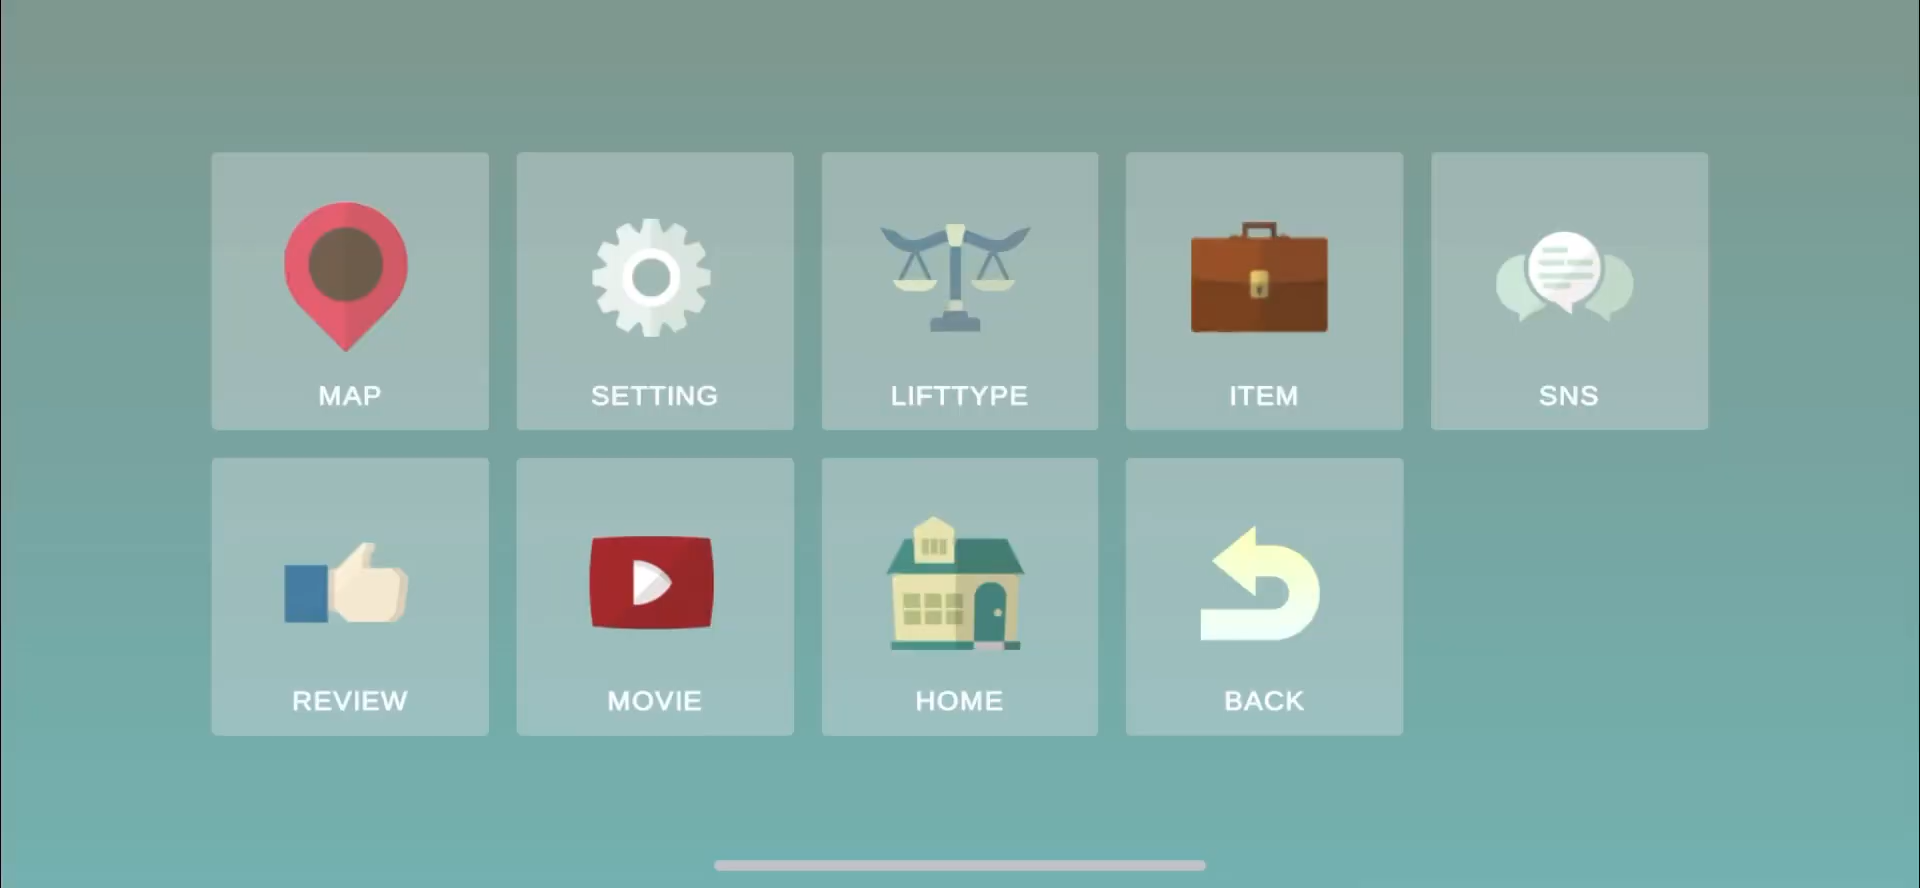 MAP
SETTING
LIFTTYPE
ITEM
SNS
REVIEW
MOVIE
HOME
BACK